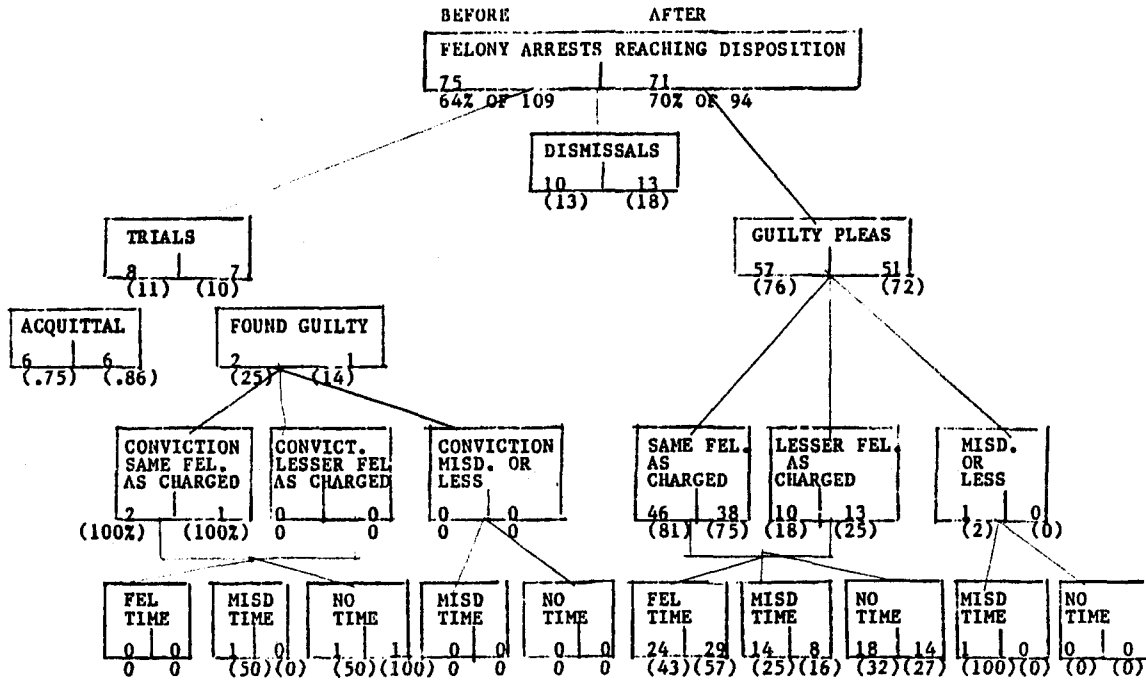 BEFORE AFTER
FELONY ARRESTS REACHING DISPOSITION
75 71
64% OF 109 70% OF 94
DISMISSALS
10 13
(13) (18)
TRIALS
8 7
(11) (10)
GUILTY PLEAS
57 51
(76) (72)
ACQUITTAL
6 6
(.75) (.86)
FOUND GUILTY
2 1
(25) (14)
CONVICTION
SAME FEL.
AS CHARGED
2 1
(100%) (100%)
CONVICT.
LESSER FEL
AS CHARGED
0 0
0 0
CONVICTION
MISD. OR
LESS
0 0
0 0
SAME FEL.
AS
CHARGED
46 38
(81) (75)
LESSER FEL.
AS
CHARGED
10 13
(18) (25)
MISD.
OR
LESS
1 0
(2) (0)
FEL
TIME
0 0
0 0
MISD
TIME
1 0
(50)(0)
NO
TIME
1 1
(50)(100)
MISD
TIME
0 0
0 0
NO
TIME
0 0
0 0
FEL
TIME
24 29
(43)(57)
MISD
TIME
14 8
(25)(16)
NO
TIME
18 14
(32)(27)
MISD
TIME
1 0
(100)(0)
NO
TIME
0 0
(0) (0)